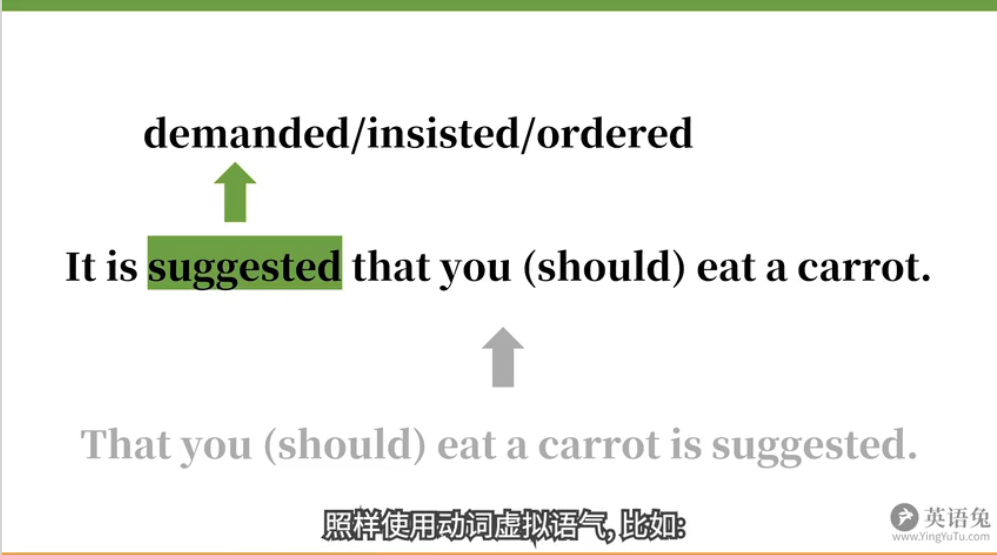 demanded/insisted/ordered
It is suggested that you (should) eat a carrot.
That you (should) eat a carrot is suggested.
照样使用动词虚拟语气, 比如:
英语兔
www.YingYuTu.com